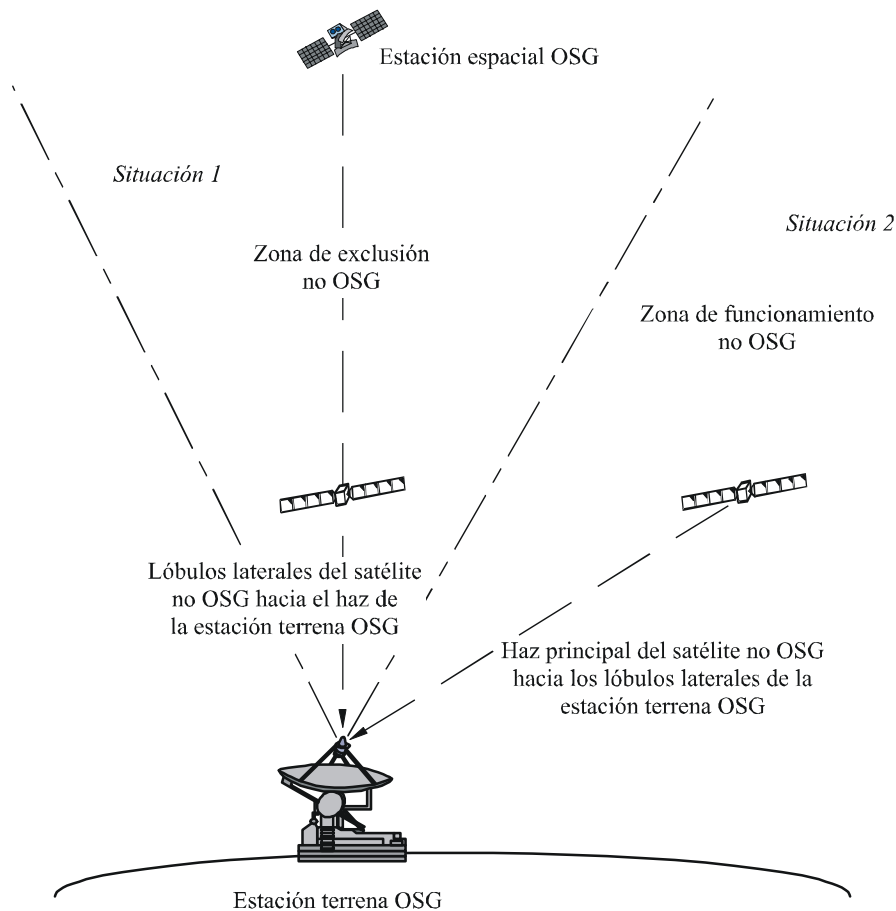 Estación espacial OSG
Situación 1
Situación 2
Zona de exclusión
no OSG
Zona de funcionamiento
no OSG
Lóbulos laterales del satélite
no OSG hacia el haz de
la estación terrena OSG
Haz principal del satélite no OSG
hacia los lóbulos laterales de la
estación terrena OSG
Estación terrena OSG